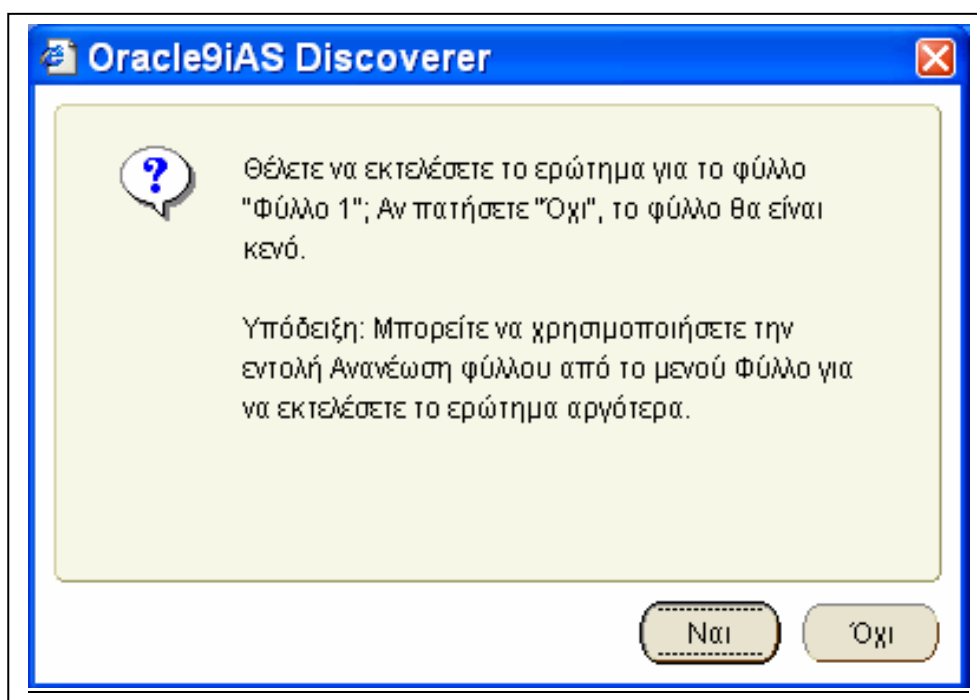 Oracle9iAS Discoverer
?
Θέλετε να εκτελέσετε το ερώτημα για το φύλλο
"Φύλλο 1"; Αν πατήσετε "Όχι", το φύλλο θα είναι
κενό.
Υπόδειξη: Μπορείτε να χρησιμοποιήσετε την
εντολή Ανανέωση φύλλου από το μενού Φύλλο για
να εκτελέσετε το ερώτημα αργότερα.
Ναι
Όχι